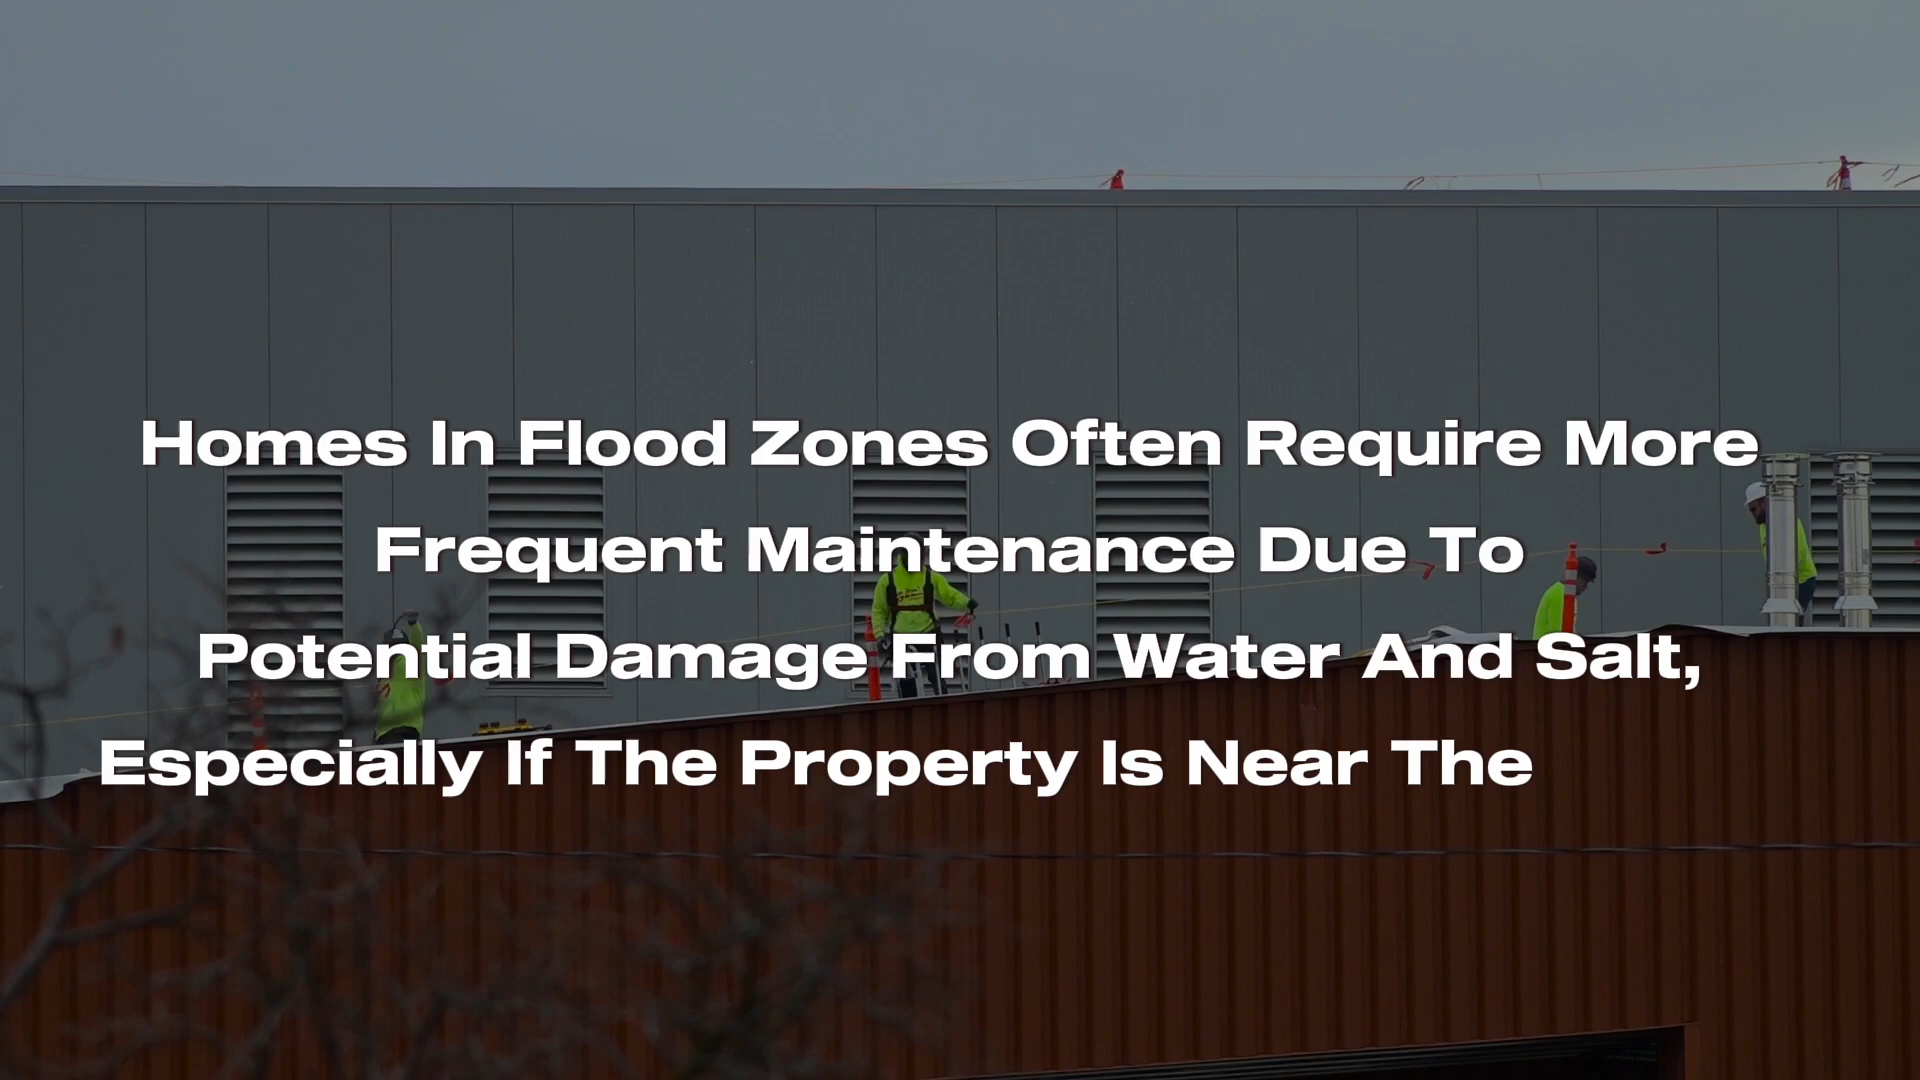 Homes In Flood Zones Often Require More
Frequent Maintenance Due To
Potential Damage From Water And Salt,
Especially If The Property Is Near The